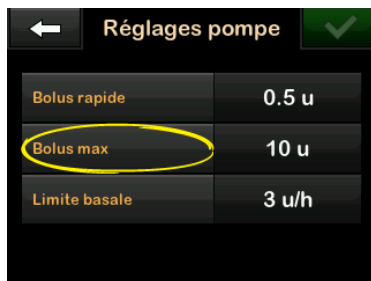 Réglages pompe
Bolus rapide 0.5 u
Bolus max 10 u
Limite basale 3 u/h